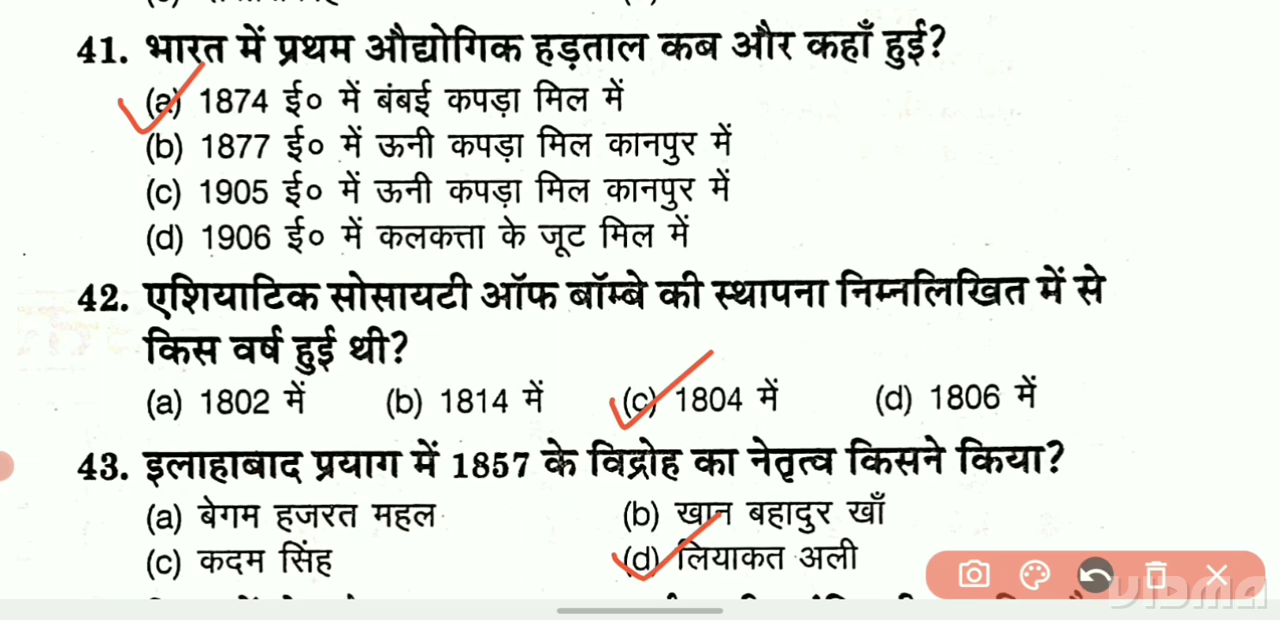 41. भारत में प्रथम औद्योगिक हड़ताल कब और कहाँ हुई?
(a) 1874 ई० में बंबई कपड़ा मिल में
(b) 1877 ई० में ऊनी कपड़ा मिल कानपुर में
(c) 1905 ई० में ऊनी कपड़ा मिल कानपुर में
(d) 1906 ई० में कलकत्ता के जूट मिल में
42. एशियाटिक सोसायटी ऑफ बॉम्बे की स्थापना निम्नलिखित में से
किस वर्ष हुई थी?
(a) 1802 में (b) 1814 में (c) 1804 में (d) 1806 में
43. इलाहाबाद प्रयाग में 1857 के विद्रोह का नेतृत्व किसने किया?
(a) बेगम हजरत महल (b) खान बहादुर खाँ
(c) कदम सिंह (d) लियाकत अली
VIDMA